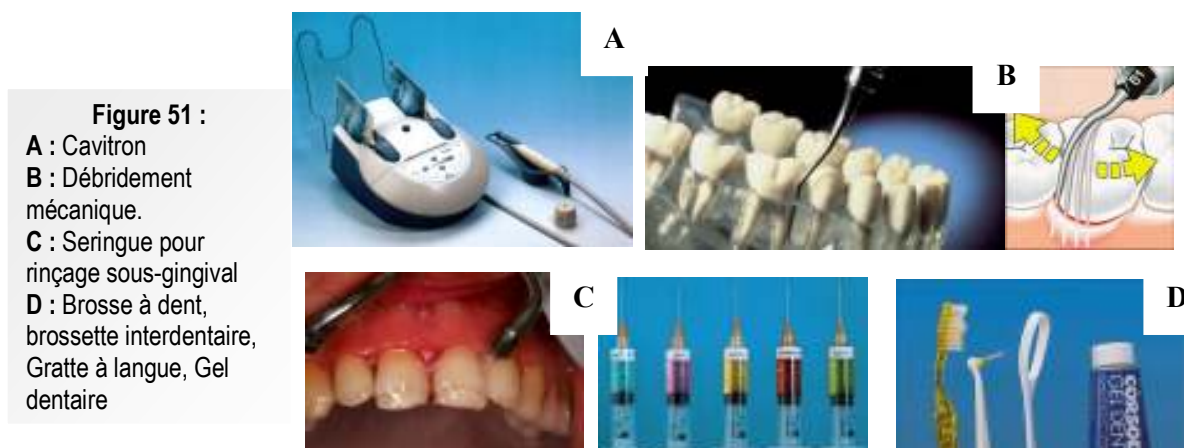 Figure 51 :
A : Cavitron
B : Débridement
mécanique.
C : Seringue pour
rinçage sous-gingival
D : Brosse à dent,
brossette interdentaire,
Gratte à langue, Gel
dentaire
A
B
C
D